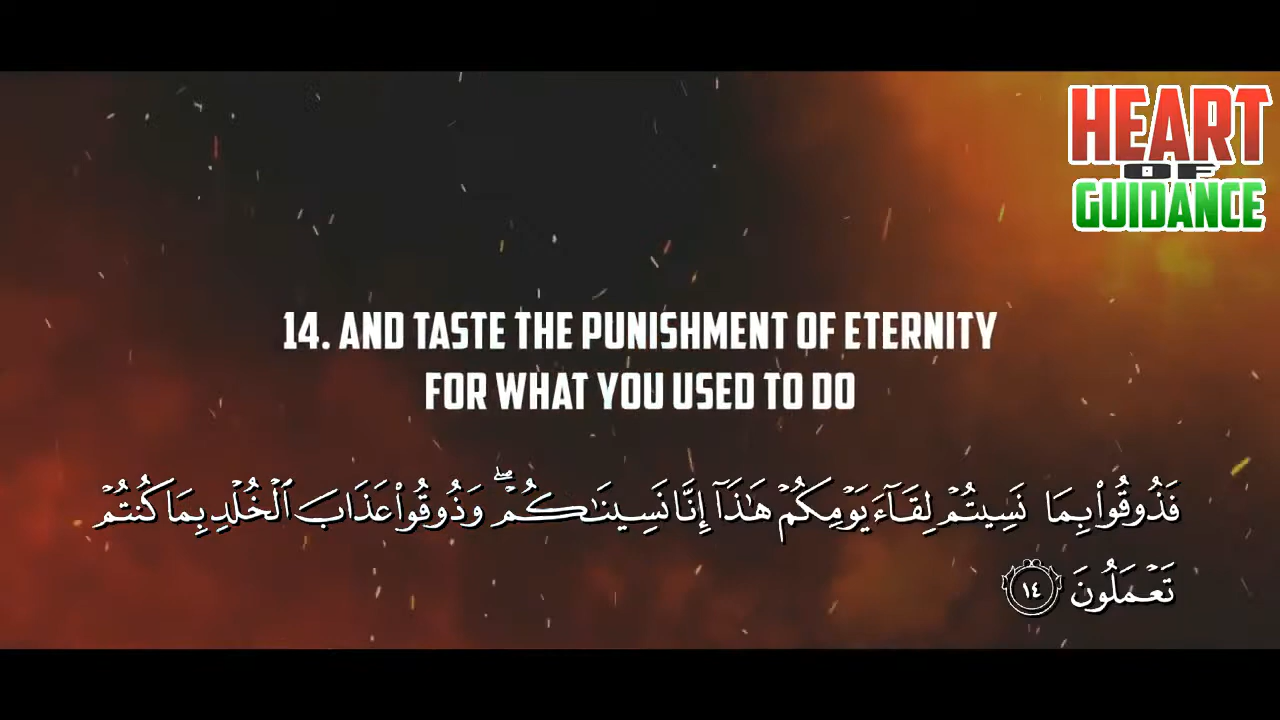 HEART
OF
GUIDANCE
14. AND TASTE THE PUNISHMENT OF ETERNITY
FOR WHAT YOU USED TO DO
فَذُوقُوا۟ بِمَا نَسِيتُمْ لِقَآءَ يَوْمِكُمْ هَٰذَآ إِنَّا نَسِينَٰكُمْ ۖ وَذُوقُوا۟ عَذَابَ ٱلْخُلْدِ بِمَا كُنتُمْ
تَعْمَلُونَ ١٤